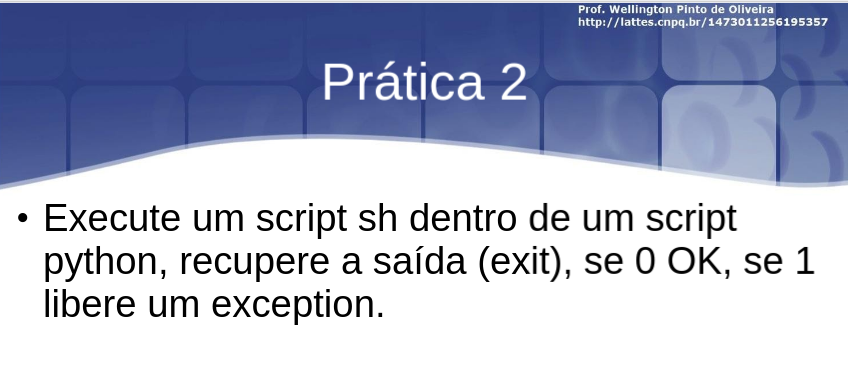 Prof. Wellington Pinto de Oliveira
http://lattes.cnpq.br/1473011256195357
Prática 2
• Execute um script sh dentro de um script
python, recupere a saída (exit), se 0 OK, se 1
libere um exception.